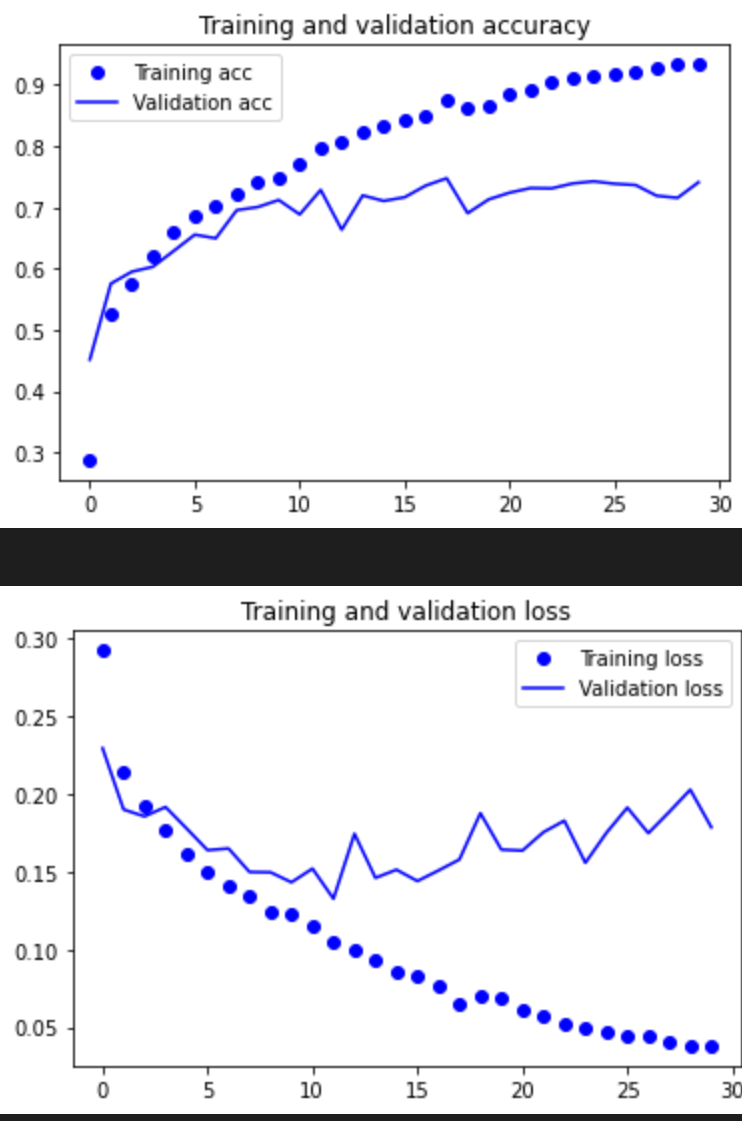 Training and validation accuracy
Training acc
Validation acc
0.9
0.8
0.7
0.6
0.5
0.4
0.3
0 5 10 15 20 25 30
Training and validation loss
0.30
Training loss
Validation loss
0.25
0.20
0.15
0.10
0.05
0 5 10 15 20 25 30